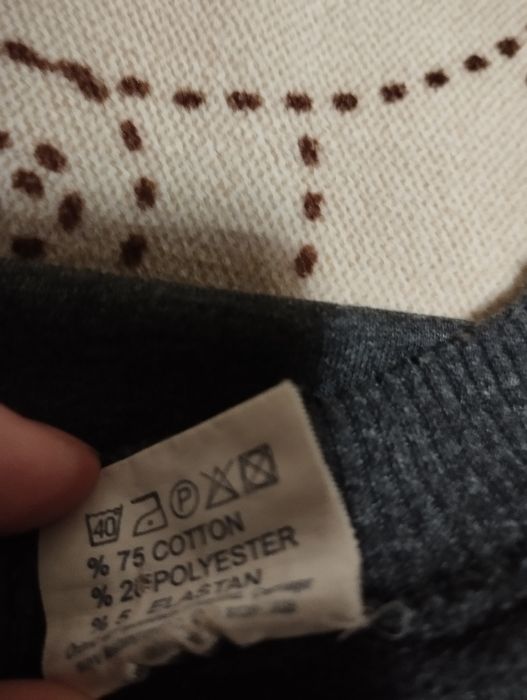 40 P
% 75 COTTON
% 20 POLYESTER
% 5 ELASTAN